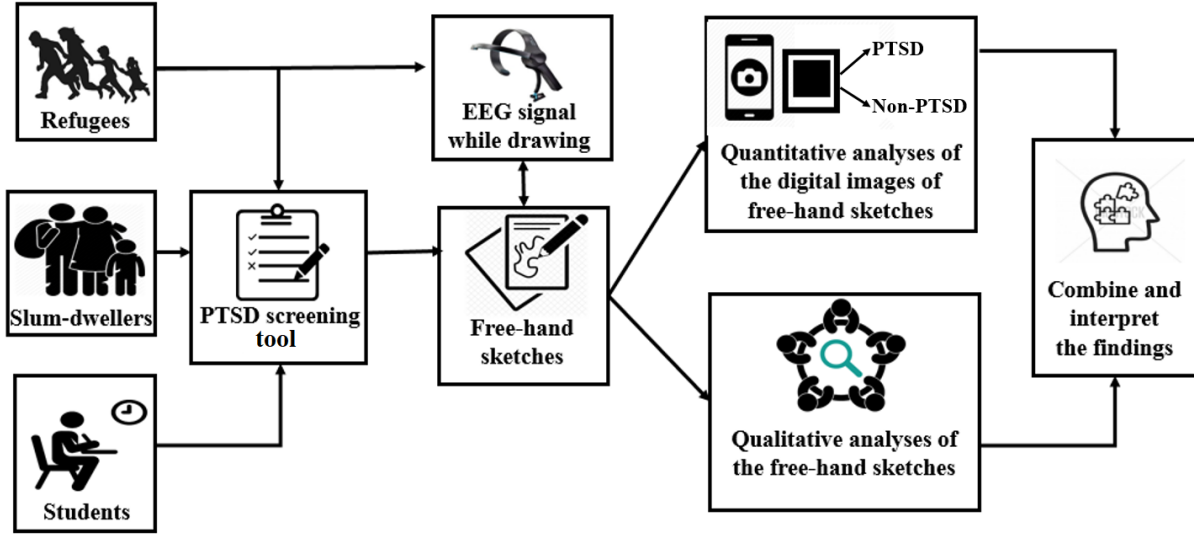 Refugees
EEG signal
while drawing
PTSD
Non-PTSD
Quantitative analyses of
the digital images of
free-hand sketches
Slum-dwellers
PTSD screening
tool
Free-hand
sketches
Combine and
interpret
the findings
Students
Qualitative analyses of
the free-hand sketches